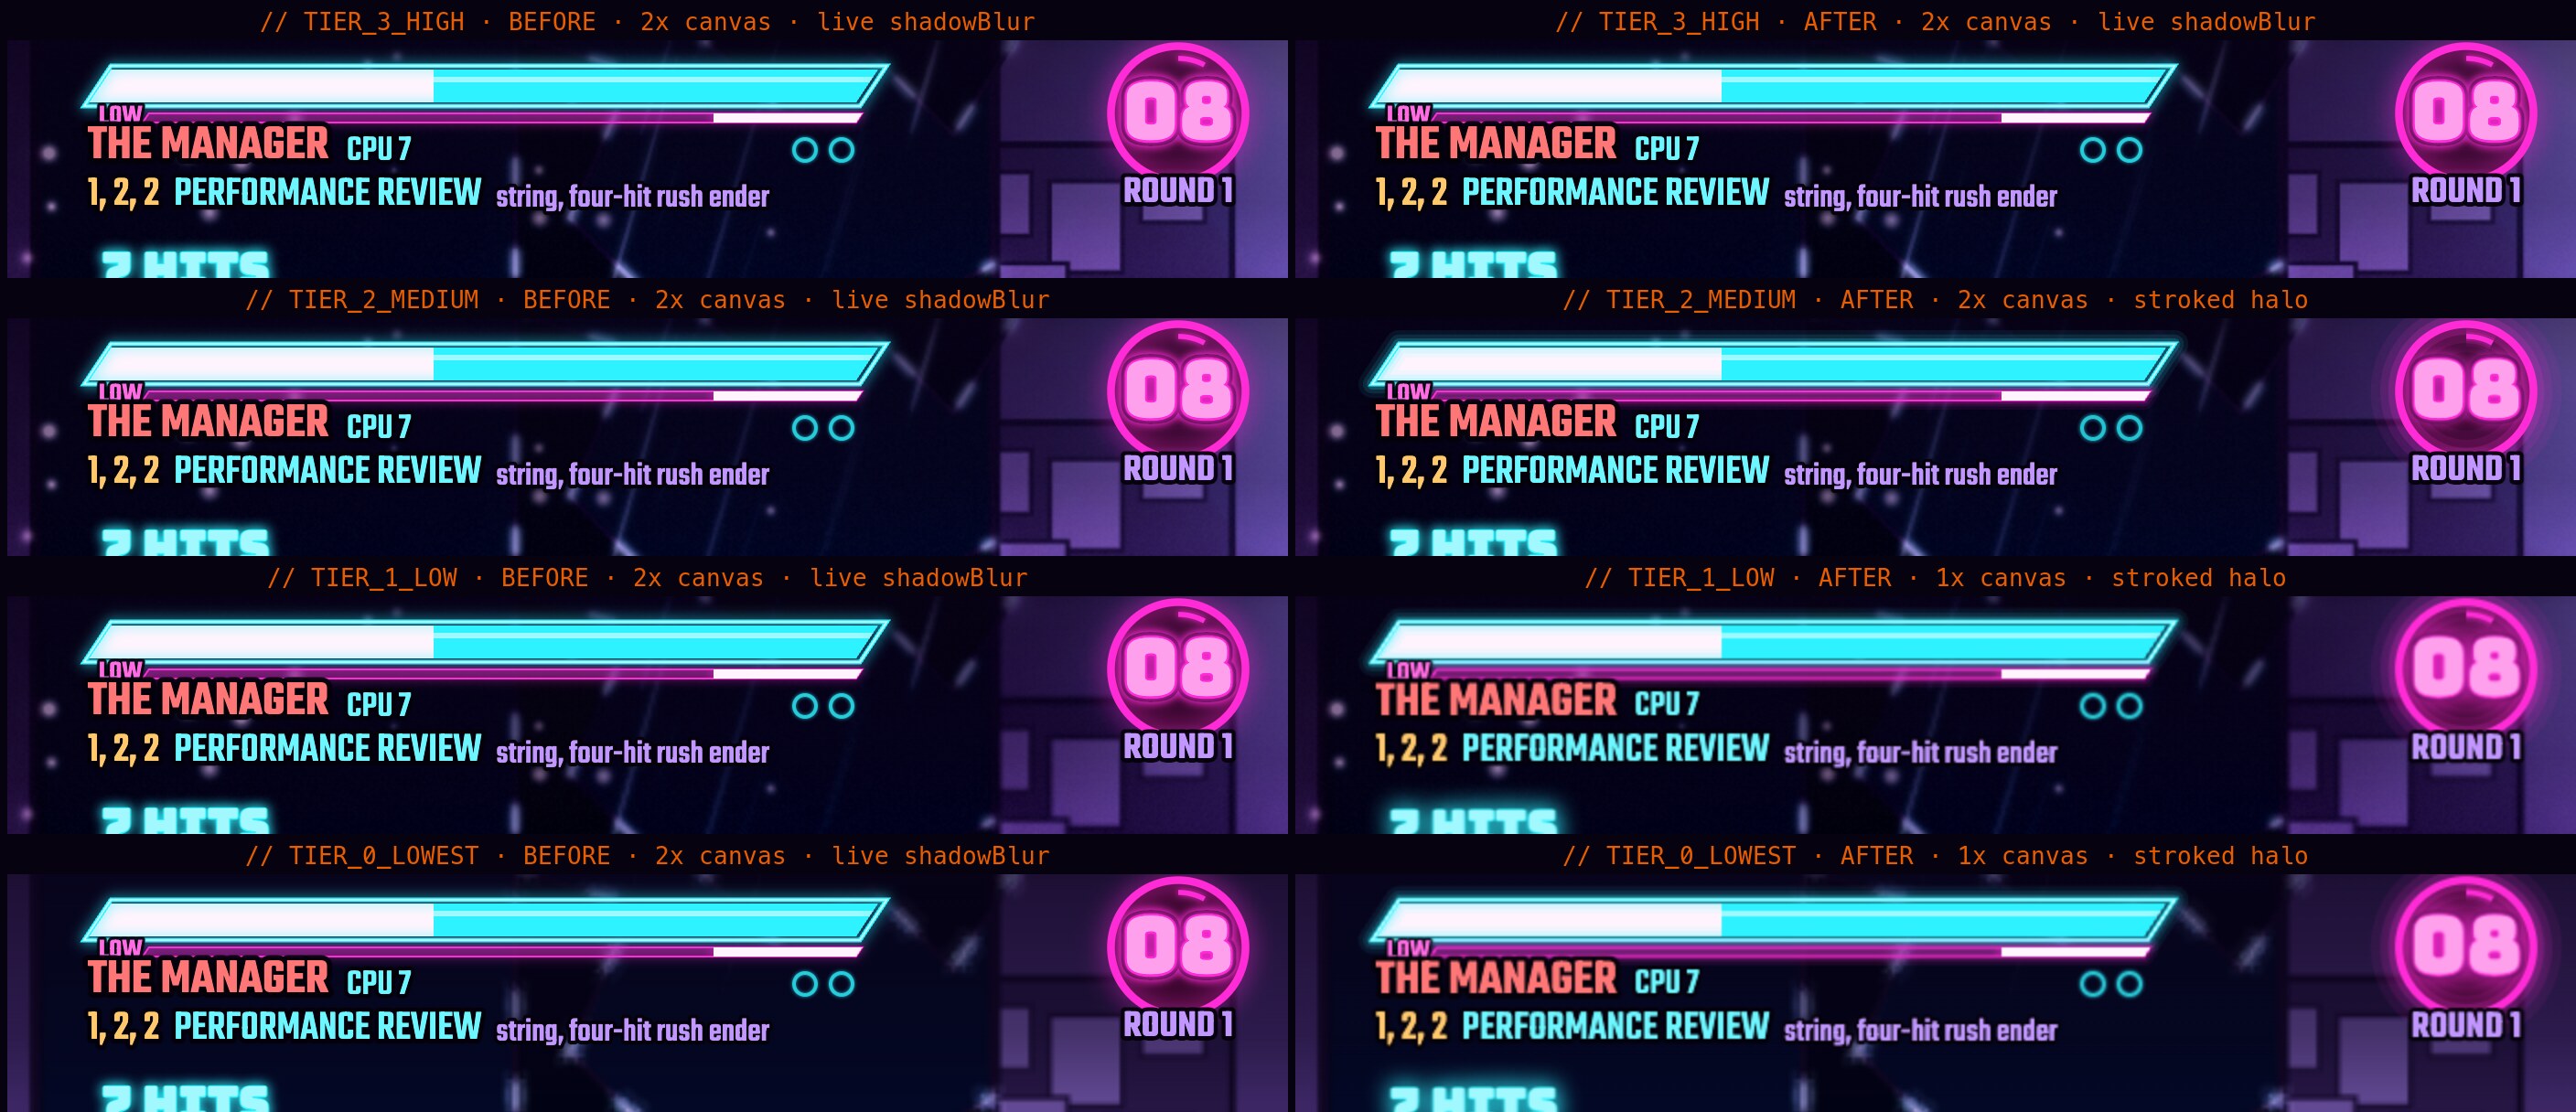 // TIER_3_HIGH · BEFORE · 2x canvas · live shadowBlur
LOW
THE MANAGER CPU 7
1, 2, 2 PERFORMANCE REVIEW string, four-hit rush ender
HITS
08
ROUND 1
// TIER_3_HIGH · AFTER · 2x canvas · live shadowBlur
LOW
THE MANAGER CPU 7
1, 2, 2 PERFORMANCE REVIEW string, four-hit rush ender
HITS
08
ROUND 1
// TIER_2_MEDIUM · BEFORE · 2x canvas · live shadowBlur
LOW
THE MANAGER CPU 7
1, 2, 2 PERFORMANCE REVIEW string, four-hit rush ender
HITS
08
ROUND 1
// TIER_2_MEDIUM · AFTER · 2x canvas · stroked halo
LOW
THE MANAGER CPU 7
1, 2, 2 PERFORMANCE REVIEW string, four-hit rush ender
HITS
08
ROUND 1
// TIER_1_LOW · BEFORE · 2x canvas · live shadowBlur
LOW
THE MANAGER CPU 7
1, 2, 2 PERFORMANCE REVIEW string, four-hit rush ender
HITS
08
ROUND 1
// TIER_1_LOW · AFTER · 1x canvas · stroked halo
LOW
THE MANAGER CPU 7
1, 2, 2 PERFORMANCE REVIEW string, four-hit rush ender
HITS
08
ROUND 1
// TIER_0_LOWEST · BEFORE · 2x canvas · live shadowBlur
LOW
THE MANAGER CPU 7
1, 2, 2 PERFORMANCE REVIEW string, four-hit rush ender
HITS
08
ROUND 1
// TIER_0_LOWEST · AFTER · 1x canvas · stroked halo
LOW
THE MANAGER CPU 7
1, 2, 2 PERFORMANCE REVIEW string, four-hit rush ender
HITS
08
ROUND 1